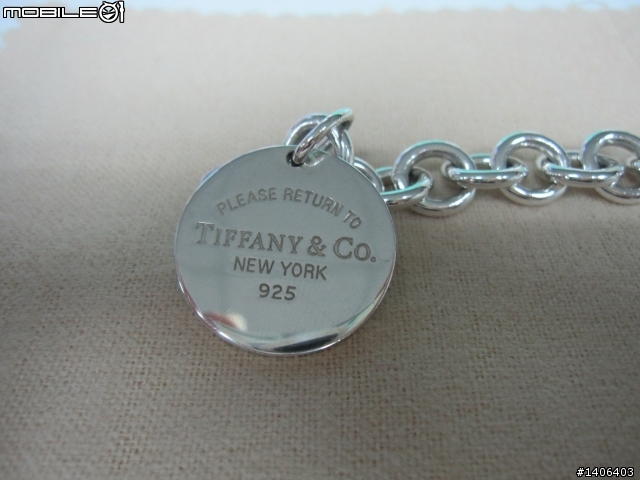 MOBILE01
PLEASE RETURN TO
TIFFANY & CO.
NEW YORK
925
#1406403